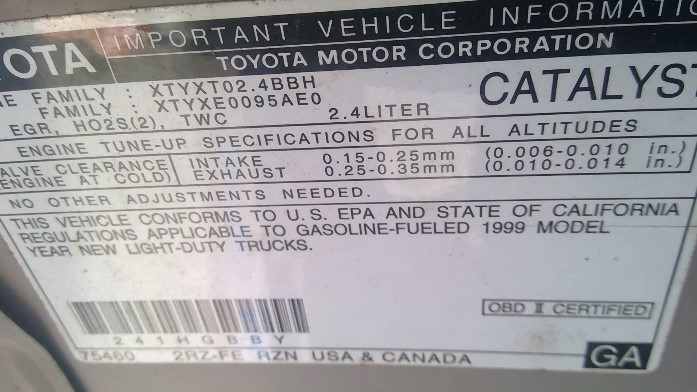 OTA IMPORTANT VEHICLE INFORMATIO
TOYOTA MOTOR CORPORATION
E FAMILY : XTYXT02.4BBH
FAMILY : XTYXE0095AE0 CATALYST
EGR, HO2S(2), TWC 2.4LITER
ENGINE TUNE-UP SPECIFICATIONS FOR ALL ALTITUDES
ALVE CLEARANCE INTAKE 0.15-0.25mm (0.006-0.010 in.)
ENGINE AT COLD) EXHAUST 0.25-0.35mm (0.010-0.014 in.)
NO OTHER ADJUSTMENTS NEEDED.
THIS VEHICLE CONFORMS TO U.S. EPA AND STATE OF CALIFORNIA
REGULATIONS APPLICABLE TO GASOLINE-FUELED 1999 MODEL
YEAR NEW LIGHT-DUTY TRUCKS.
OBD II CERTIFIED
241HGBBY
75460 2RZ-FE RZN USA & CANADA GA